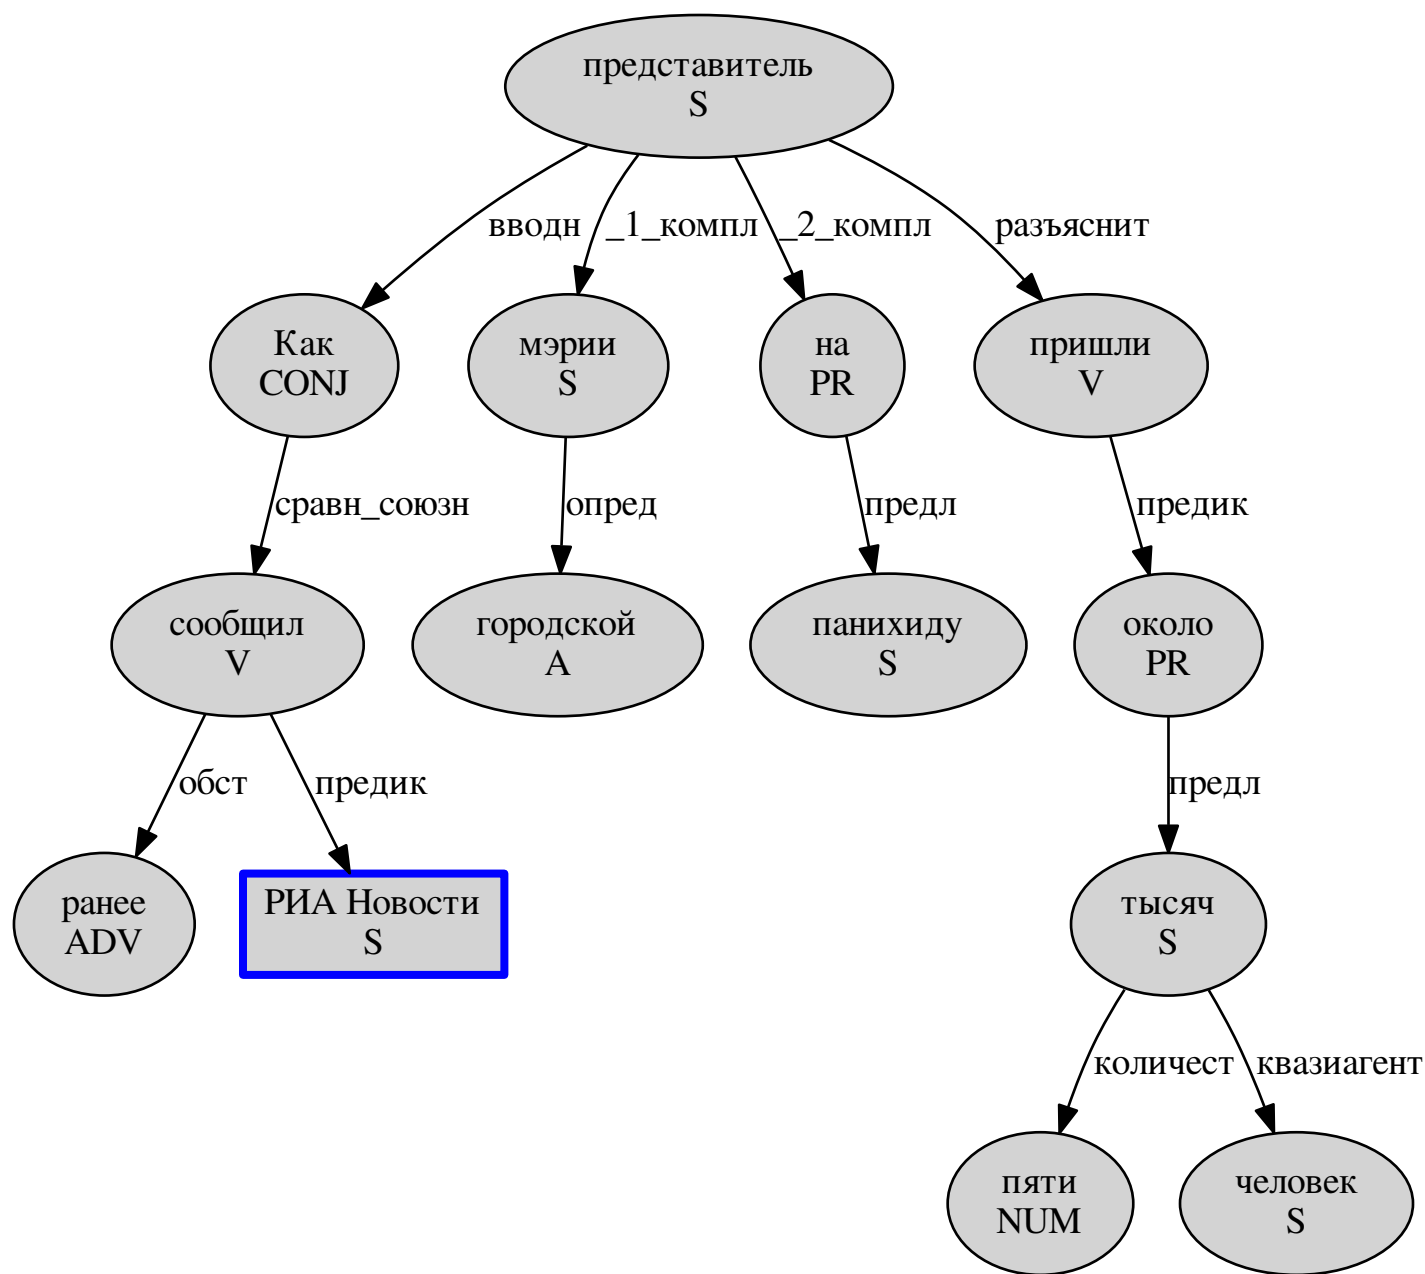 представитель
S
вводн
_1_компл
_2_компл
разъяснит
Как
CONJ
мэрии
S
на
PR
пришли
V
сравн_союзн
опред
предл
предик
сообщил
V
городской
A
панихиду
S
около
PR
обст
предик
предл
ранее
ADV
РИА Новости
S
тысяч
S
количест
квазиагент
пяти
NUM
человек
S